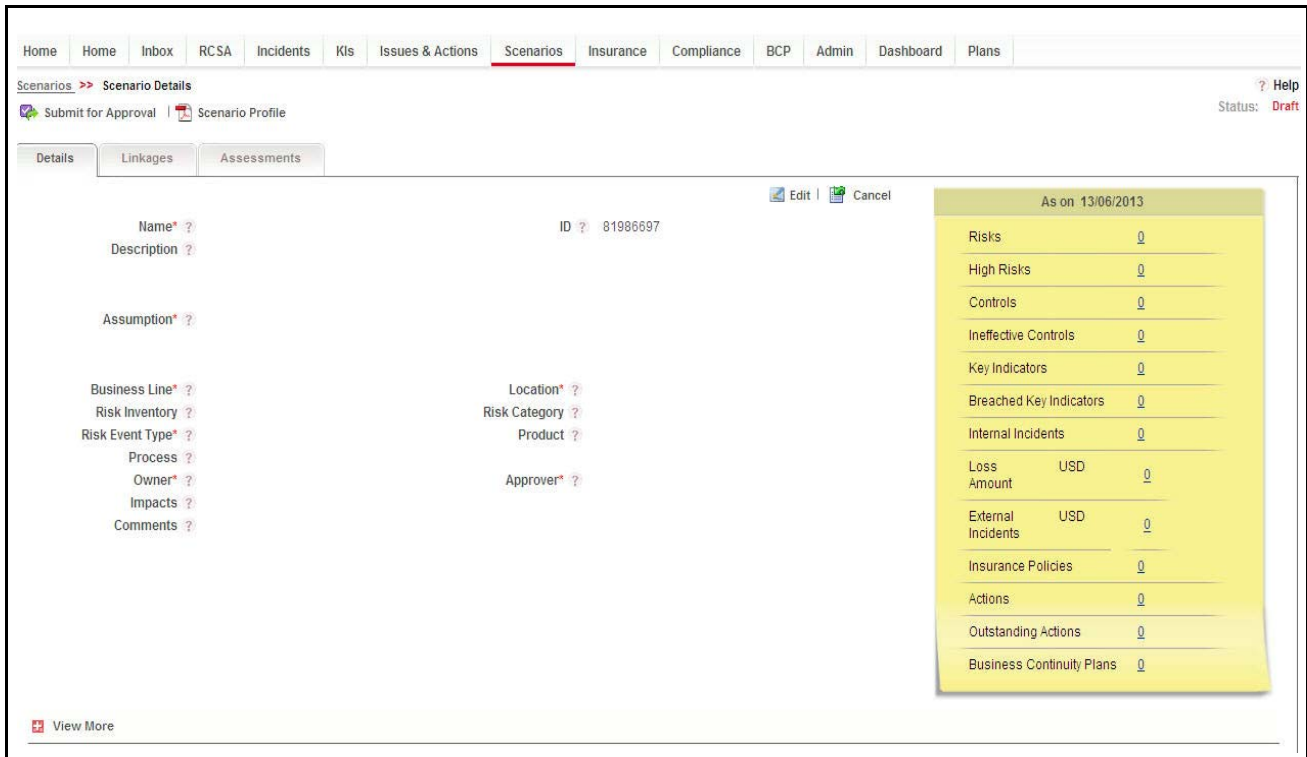 Home Home Inbox RCSA Incidents KIs Issues & Actions Scenarios Insurance Compliance BCP Admin Dashboard Plans
Scenarios >> Scenario Details ? Help
Submit for Approval | Scenario Profile Status: Draft
Details Linkages Assessments
Edit | Cancel
Name* ? ID ? 81986697
Description ?
Assumption* ?
Business Line* ? Location* ?
Risk Inventory ? Risk Category ?
Risk Event Type* ? Product ?
Process ?
Owner* ? Approver* ?
Impacts ?
Comments ?
As on 13/06/2013
Risks 0
High Risks 0
Controls 0
Ineffective Controls 0
Key Indicators 0
Breached Key Indicators 0
Internal Incidents 0
Loss USD
Amount 0
External USD
Incidents 0
Insurance Policies 0
Actions 0
Outstanding Actions 0
Business Continuity Plans 0
View More